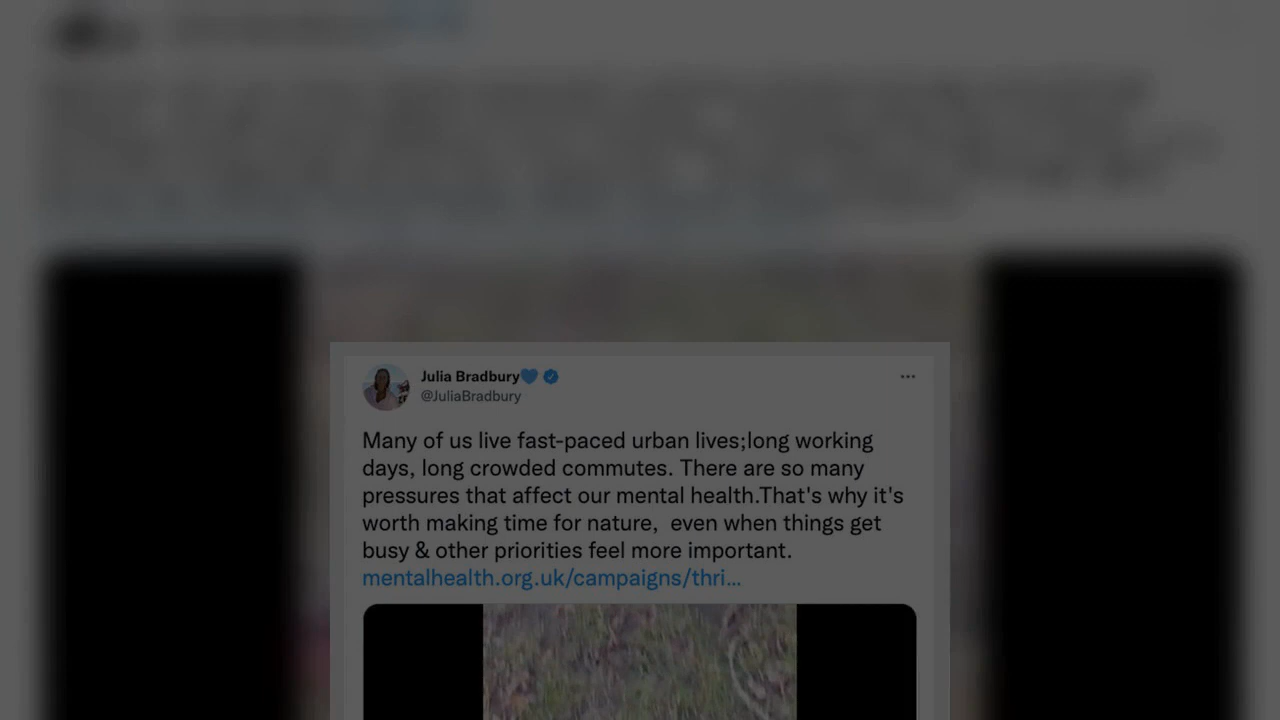 Julia Bradbury💙
@JuliaBradbury
Many of us live fast-paced urban lives;long working
days, long crowded commutes. There are so many
pressures that affect our mental health.That's why it's
worth making time for nature,  even when things get
busy & other priorities feel more important.
mentalhealth.org.uk/campaigns/thri...